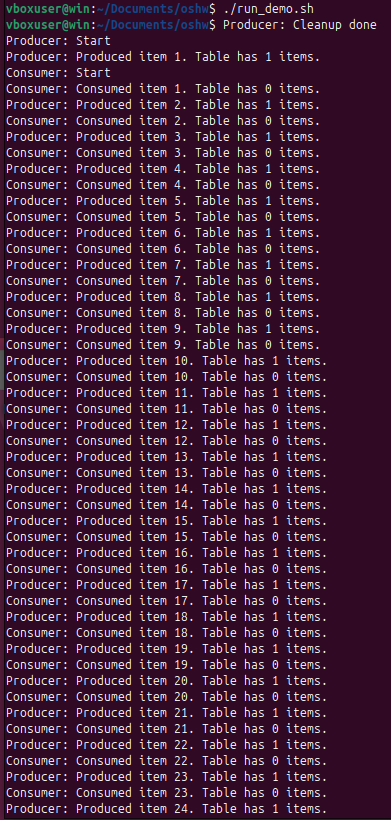 vboxuser@win:~/Documents/oshw$ ./run_demo.sh
vboxuser@win:~/Documents/oshw$ Producer: Cleanup done
Producer: Start
Producer: Produced item 1. Table has 1 items.
Consumer: Start
Consumer: Consumed item 1. Table has 0 items.
Producer: Produced item 2. Table has 1 items.
Consumer: Consumed item 2. Table has 0 items.
Producer: Produced item 3. Table has 1 items.
Consumer: Consumed item 3. Table has 0 items.
Producer: Produced item 4. Table has 1 items.
Consumer: Consumed item 4. Table has 0 items.
Producer: Produced item 5. Table has 1 items.
Consumer: Consumed item 5. Table has 0 items.
Producer: Produced item 6. Table has 1 items.
Consumer: Consumed item 6. Table has 0 items.
Producer: Produced item 7. Table has 1 items.
Consumer: Consumed item 7. Table has 0 items.
Producer: Produced item 8. Table has 1 items.
Consumer: Consumed item 8. Table has 0 items.
Producer: Produced item 9. Table has 1 items.
Consumer: Consumed item 9. Table has 0 items.
Producer: Produced item 10. Table has 1 items.
Consumer: Consumed item 10. Table has 0 items.
Producer: Produced item 11. Table has 1 items.
Consumer: Consumed item 11. Table has 0 items.
Producer: Produced item 12. Table has 1 items.
Consumer: Consumed item 12. Table has 0 items.
Producer: Produced item 13. Table has 1 items.
Consumer: Consumed item 13. Table has 0 items.
Producer: Produced item 14. Table has 1 items.
Consumer: Consumed item 14. Table has 0 items.
Producer: Produced item 15. Table has 1 items.
Consumer: Consumed item 15. Table has 0 items.
Producer: Produced item 16. Table has 1 items.
Consumer: Consumed item 16. Table has 0 items.
Producer: Produced item 17. Table has 1 items.
Consumer: Consumed item 17. Table has 0 items.
Producer: Produced item 18. Table has 1 items.
Consumer: Consumed item 18. Table has 0 items.
Producer: Produced item 19. Table has 1 items.
Consumer: Consumed item 19. Table has 0 items.
Producer: Produced item 20. Table has 1 items.
Consumer: Consumed item 20. Table has 0 items.
Producer: Produced item 21. Table has 1 items.
Consumer: Consumed item 21. Table has 0 items.
Producer: Produced item 22. Table has 1 items.
Consumer: Consumed item 22. Table has 0 items.
Producer: Produced item 23. Table has 1 items.
Consumer: Consumed item 23. Table has 0 items.
Producer: Produced item 24. Table has 1 items.